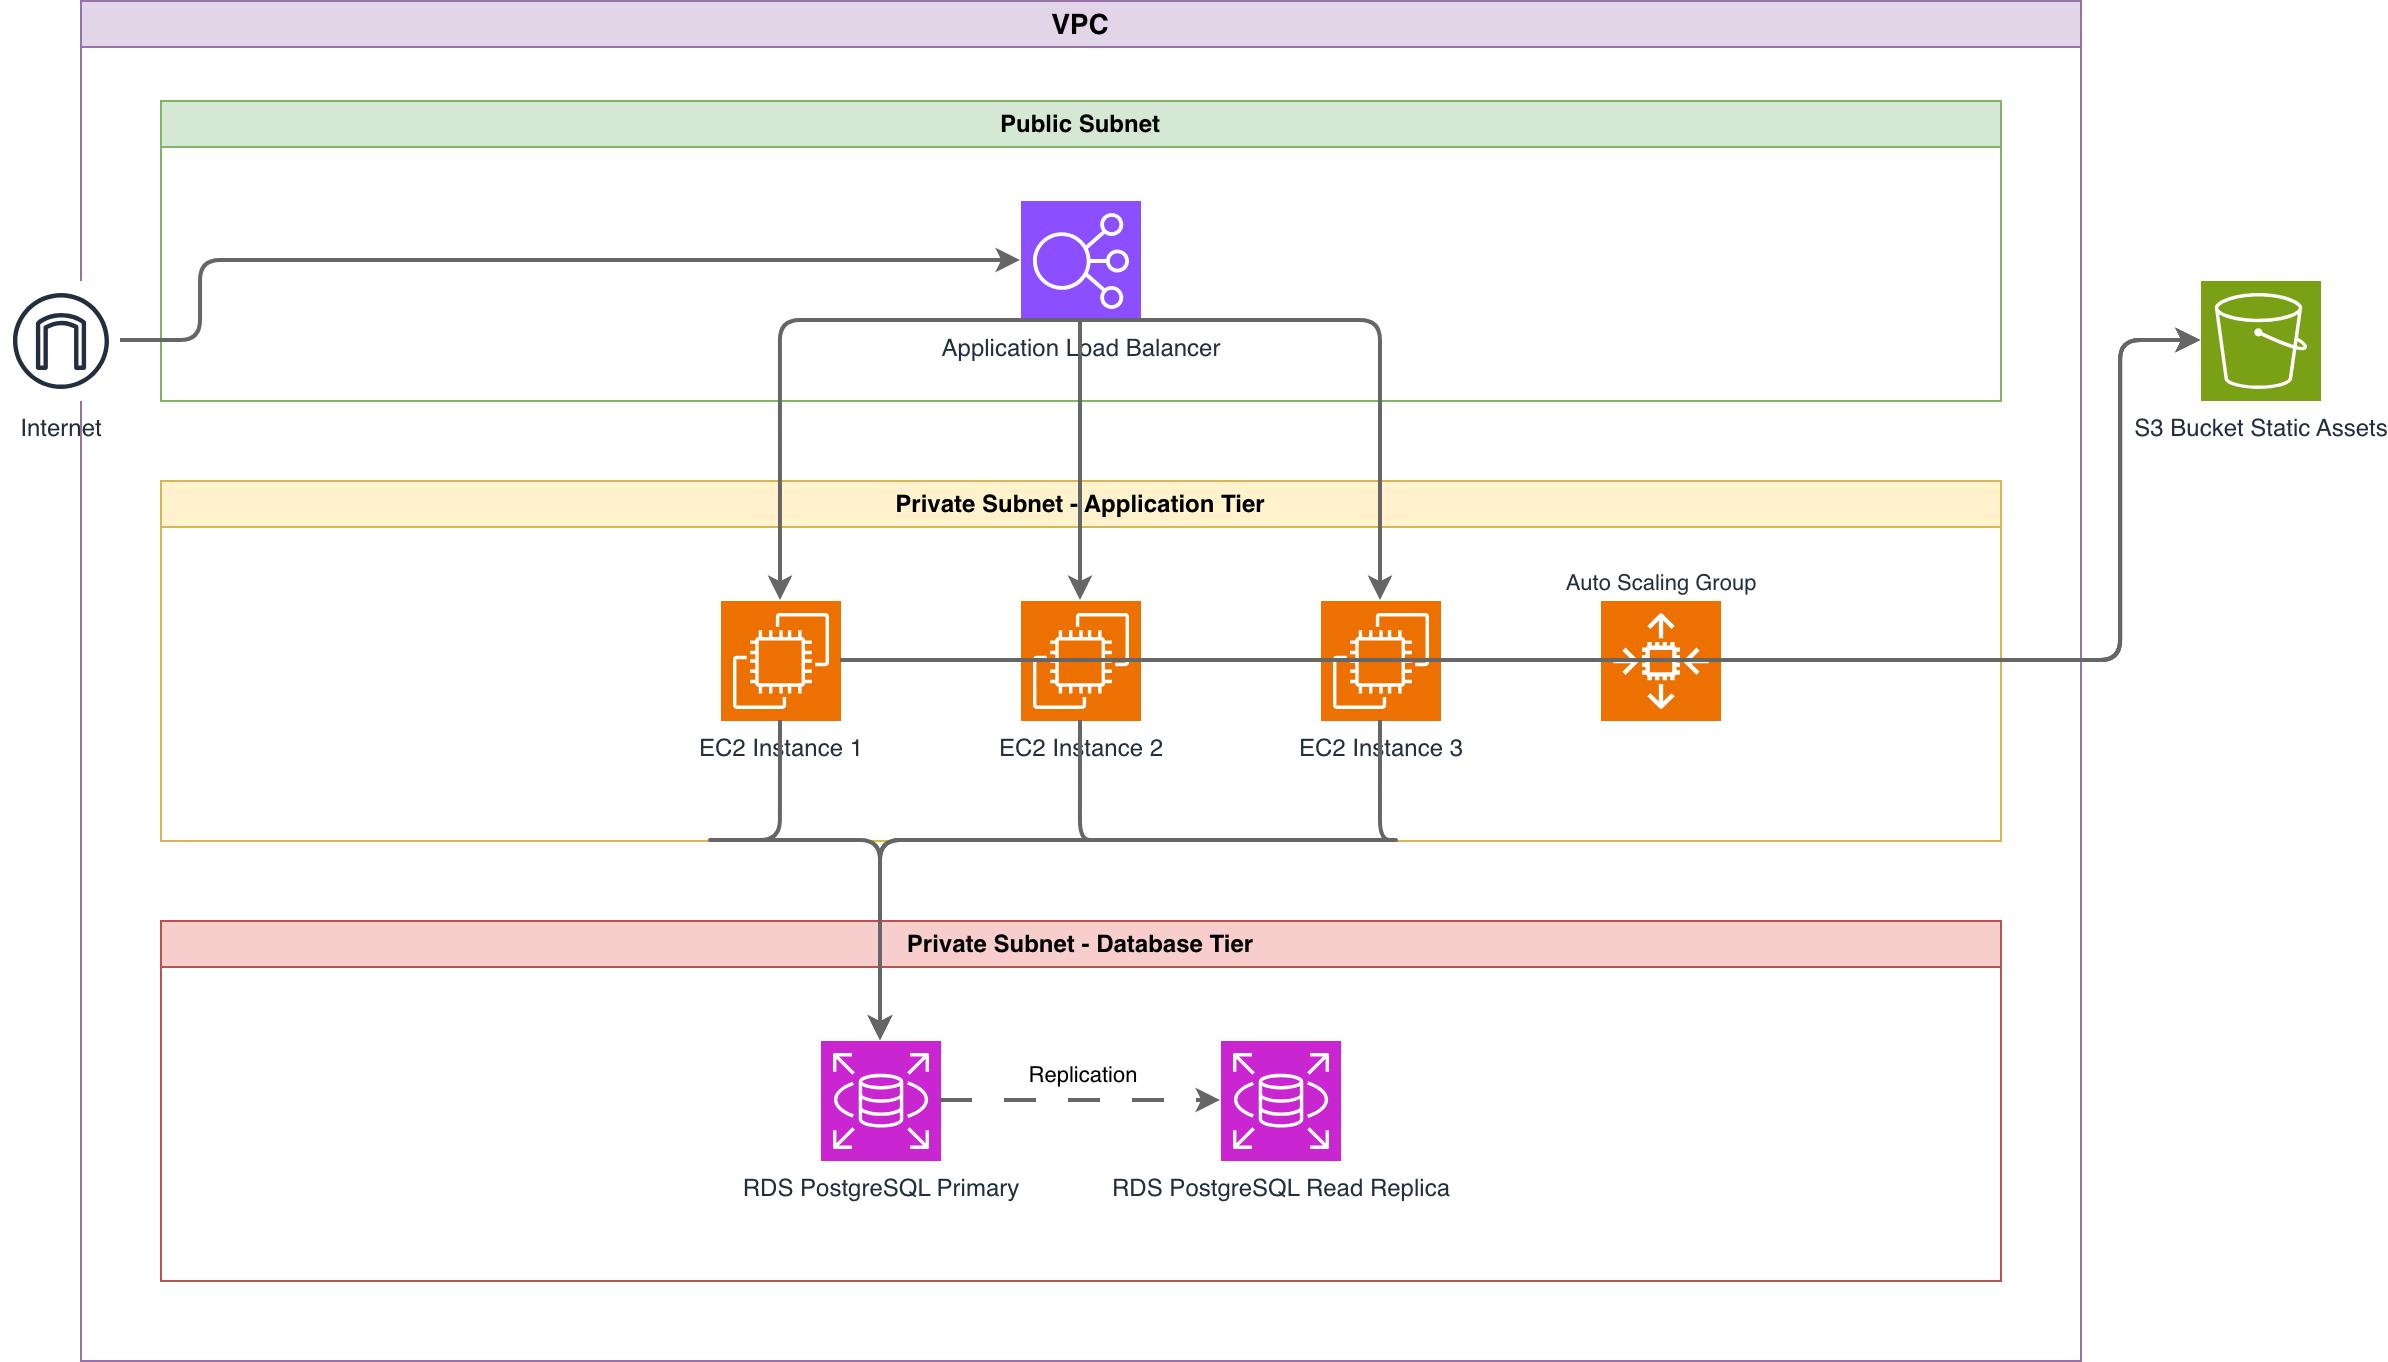 VPC
Public Subnet
Application Load Balancer
Internet
S3 Bucket Static Assets
Private Subnet - Application Tier
Auto Scaling Group
EC2 Instance 1
EC2 Instance 2
EC2 Instance 3
Private Subnet - Database Tier
Replication
RDS PostgreSQL Primary
RDS PostgreSQL Read Replica